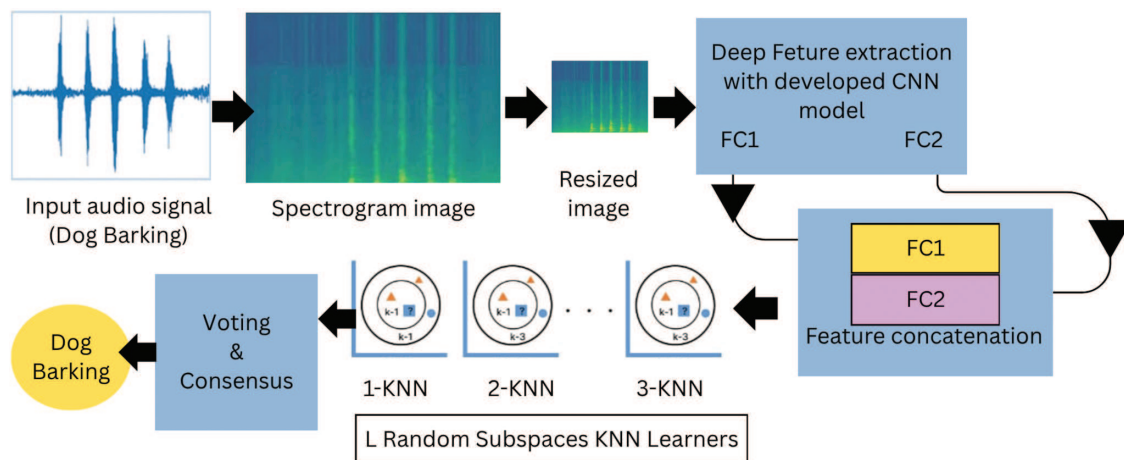 Deep Feture extraction
with developed CNN
model
FC1
FC2
Input audio signal
(Dog Barking)
Spectrogram image
Resized
image
FC1
FC2
Feature concatenation
k-1
?
k-1
k-1
?
k-3
. . .
k-1
?
k-3
1-KNN
2-KNN
3-KNN
L Random Subspaces KNN Learners
Voting
&
Consensus
Dog
Barking